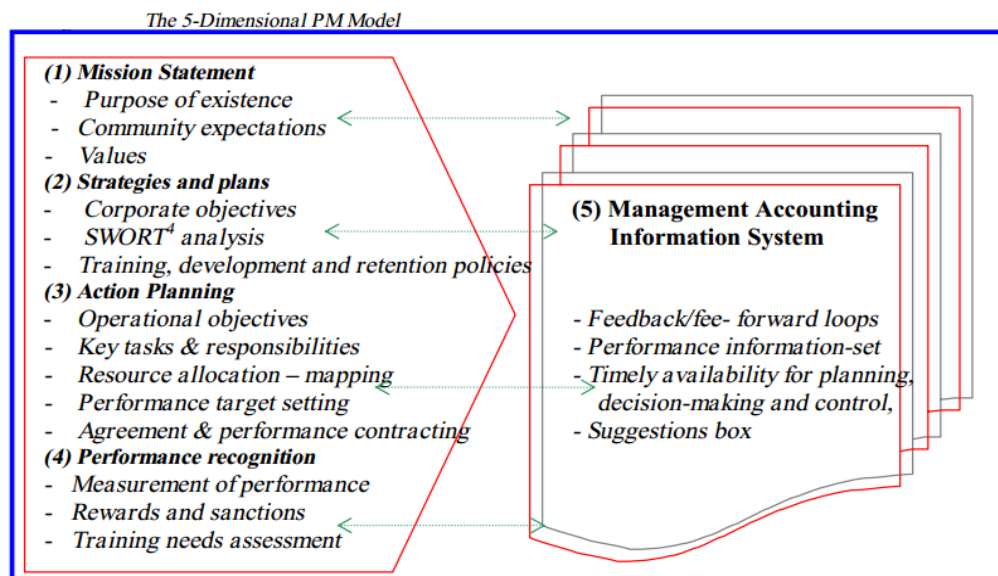 The 5-Dimensional PM Model
(1) Mission Statement
- Purpose of existence
- Community expectations
- Values
(2) Strategies and plans
- Corporate objectives
- SWORT⁴ analysis
- Training, development and retention policies
(3) Action Planning
- Operational objectives
- Key tasks & responsibilities
- Resource allocation – mapping
- Performance target setting
- Agreement & performance contracting
(4) Performance recognition
- Measurement of performance
- Rewards and sanctions
- Training needs assessment
(5) Management Accounting
Information System
- Feedback/fee- forward loops
- Performance information-set
- Timely availability for planning,
decision-making and control,
- Suggestions box